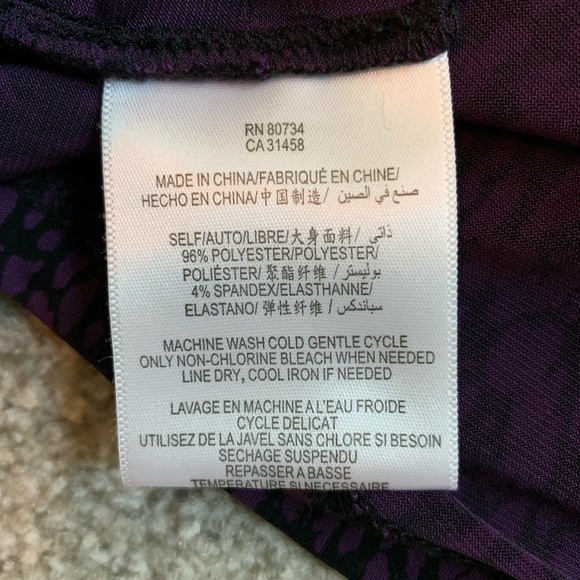 RN 80734
CA 31458
MADE IN CHINA/FABRIQUÉ EN CHINE/
HECHO EN CHINA/中国制造/ صنع في الصين
SELF/AUTO/LIBRE/大身面料/ ذاتي
96% POLYESTER/POLYESTER/
POLIÉSTER/ 聚酯纤维 / بوليستر/
4% SPANDEX/ELASTHANNE/
ELASTANO/ 弹性纤维 / سباندكس/
MACHINE WASH COLD GENTLE CYCLE
ONLY NON-CHLORINE BLEACH WHEN NEEDED
LINE DRY, COOL IRON IF NEEDED
LAVAGE EN MACHINE A L'EAU FROIDE
CYCLE DELICAT
UTILISEZ DE LA JAVEL SANS CHLORE SI BESOIN
SECHAGE SUSPENDU
REPASSER A BASSE
TEMPERATURE SI NECESSAIRE